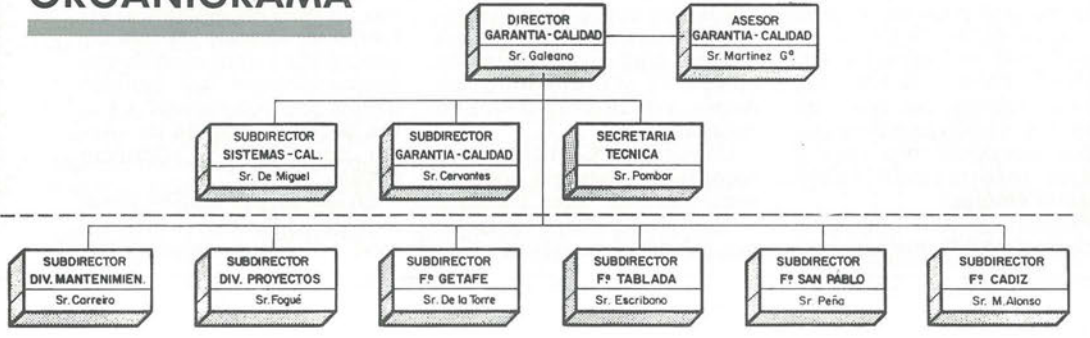 ORGANIGRAMA
DIRECTOR
GARANTIA-CALIDAD
Sr. Galeano
ASESOR
GARANTIA-CALIDAD
Sr. Martinez Gº.
SUBDIRECTOR
SISTEMAS-CAL.
Sr. De Miguel
SUBDIRECTOR
GARANTIA-CALIDAD
Sr. Cervantes
SECRETARIA
TECNICA
Sr. Pombar
SUBDIRECTOR
DIV. MANTENIMIEN.
Sr. Carreiro
SUBDIRECTOR
DIV. PROYECTOS
Sr. Fogué
SUBDIRECTOR
Fª GETAFE
Sr. De la Torre
SUBDIRECTOR
Fª TABLADA
Sr. Escribano
SUBDIRECTOR
Fª SAN PABLO
Sr. Peña
SUBDIRECTOR
Fª CADIZ
Sr. M. Alonso